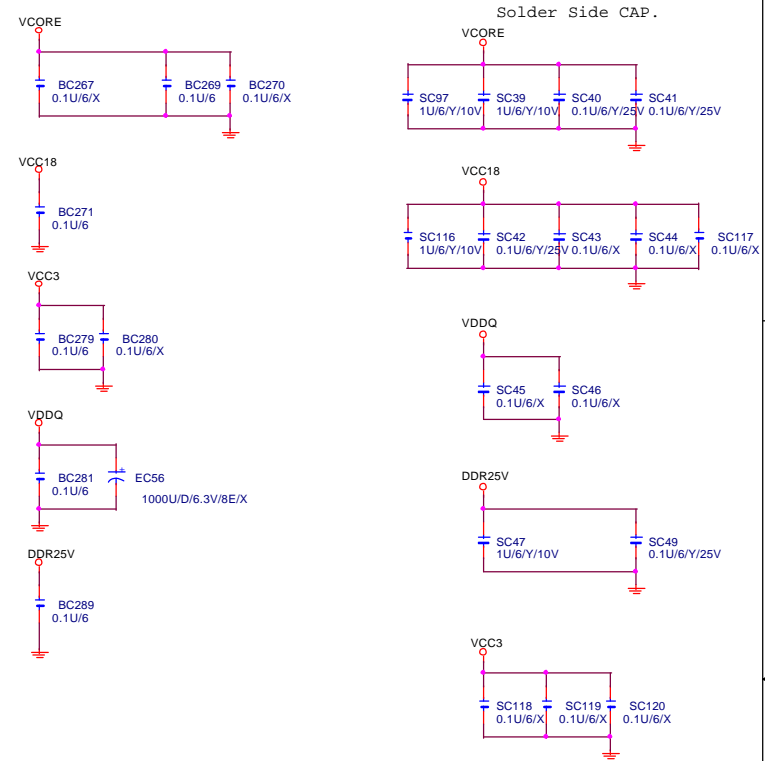 VCORE
BC267
0.1U/6/X
BC269
0.1U/6
BC270
0.1U/6/X
VCC18
BC271
0.1U/6
VCC3
BC279
0.1U/6
BC280
0.1U/6/X
VDDQ
BC281
0.1U/6
+
EC56
1000U/D/6.3V/8E/X
DDR25V
BC289
0.1U/6
Solder Side CAP.
VCORE
SC97
1U/6/Y/10V
SC39
1U/6/Y/10V
SC40
0.1U/6/Y/25V
SC41
0.1U/6/Y/25V
VCC18
SC116
1U/6/Y/10V
SC42
0.1U/6/Y/25V
SC43
0.1U/6/X
SC44
0.1U/6/X
SC117
0.1U/6/X
VDDQ
SC45
0.1U/6/X
SC46
0.1U/6/X
DDR25V
SC47
1U/6/Y/10V
SC49
0.1U/6/Y/25V
VCC3
SC118
0.1U/6/X
SC119
0.1U/6/X
SC120
0.1U/6/X